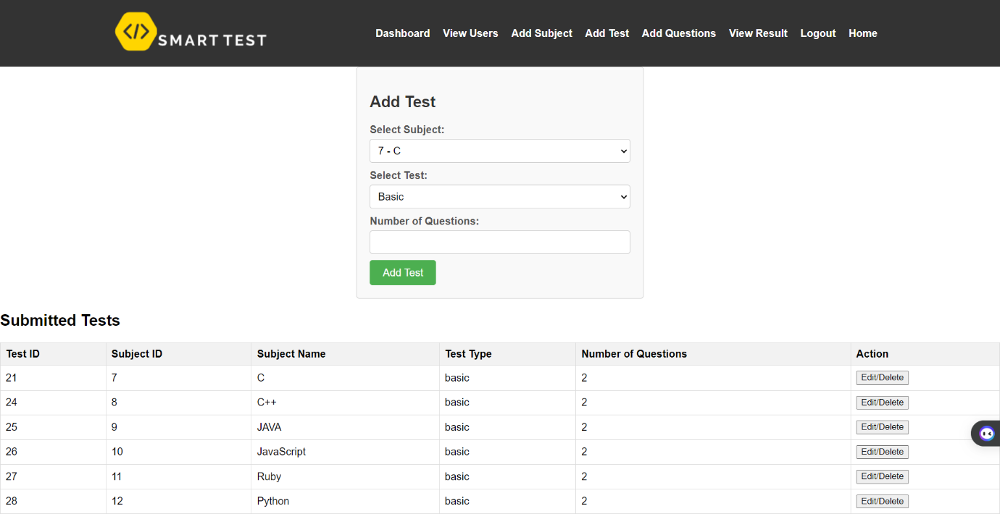 </> SMART TEST Dashboard View Users Add Subject Add Test Add Questions View Result Logout Home
Add Test
Select Subject:
7 - C
Select Test:
Basic
Number of Questions:
Add Test
Submitted Tests
Test ID Subject ID Subject Name Test Type Number of Questions Action
21 7 C basic 2 Edit/Delete
24 8 C++ basic 2 Edit/Delete
25 9 JAVA basic 2 Edit/Delete
26 10 JavaScript basic 2 Edit/Delete
27 11 Ruby basic 2 Edit/Delete
28 12 Python basic 2 Edit/Delete